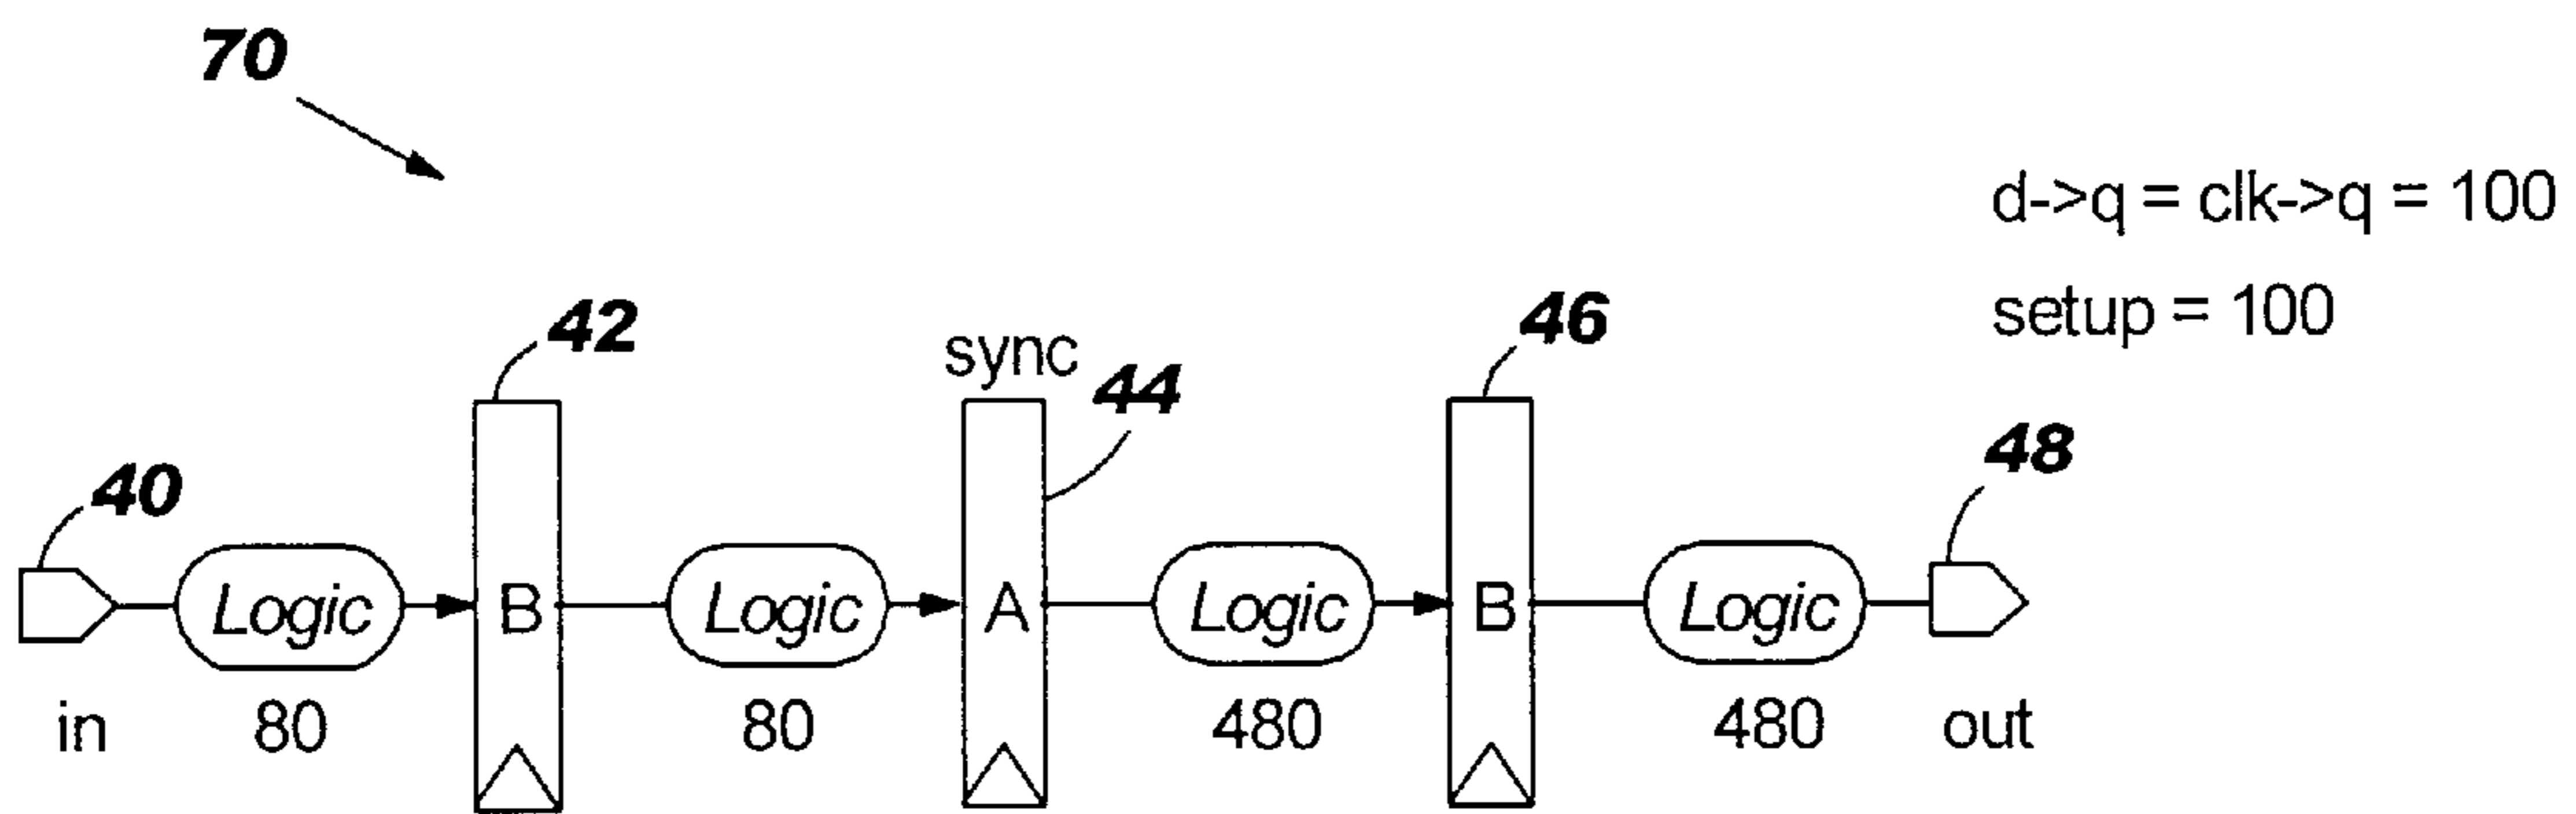 70
d->q = clk->q = 100
setup = 100
42
sync
44
46
48
40
Logic
B
Logic
A
Logic
B
Logic
in
80
80
480
480
out